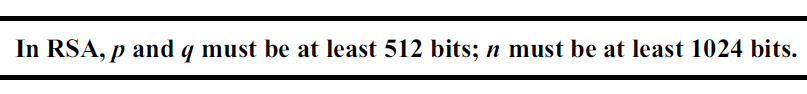 In RSA, p and q must be at least 512 bits; n must be at least 1024 bits.